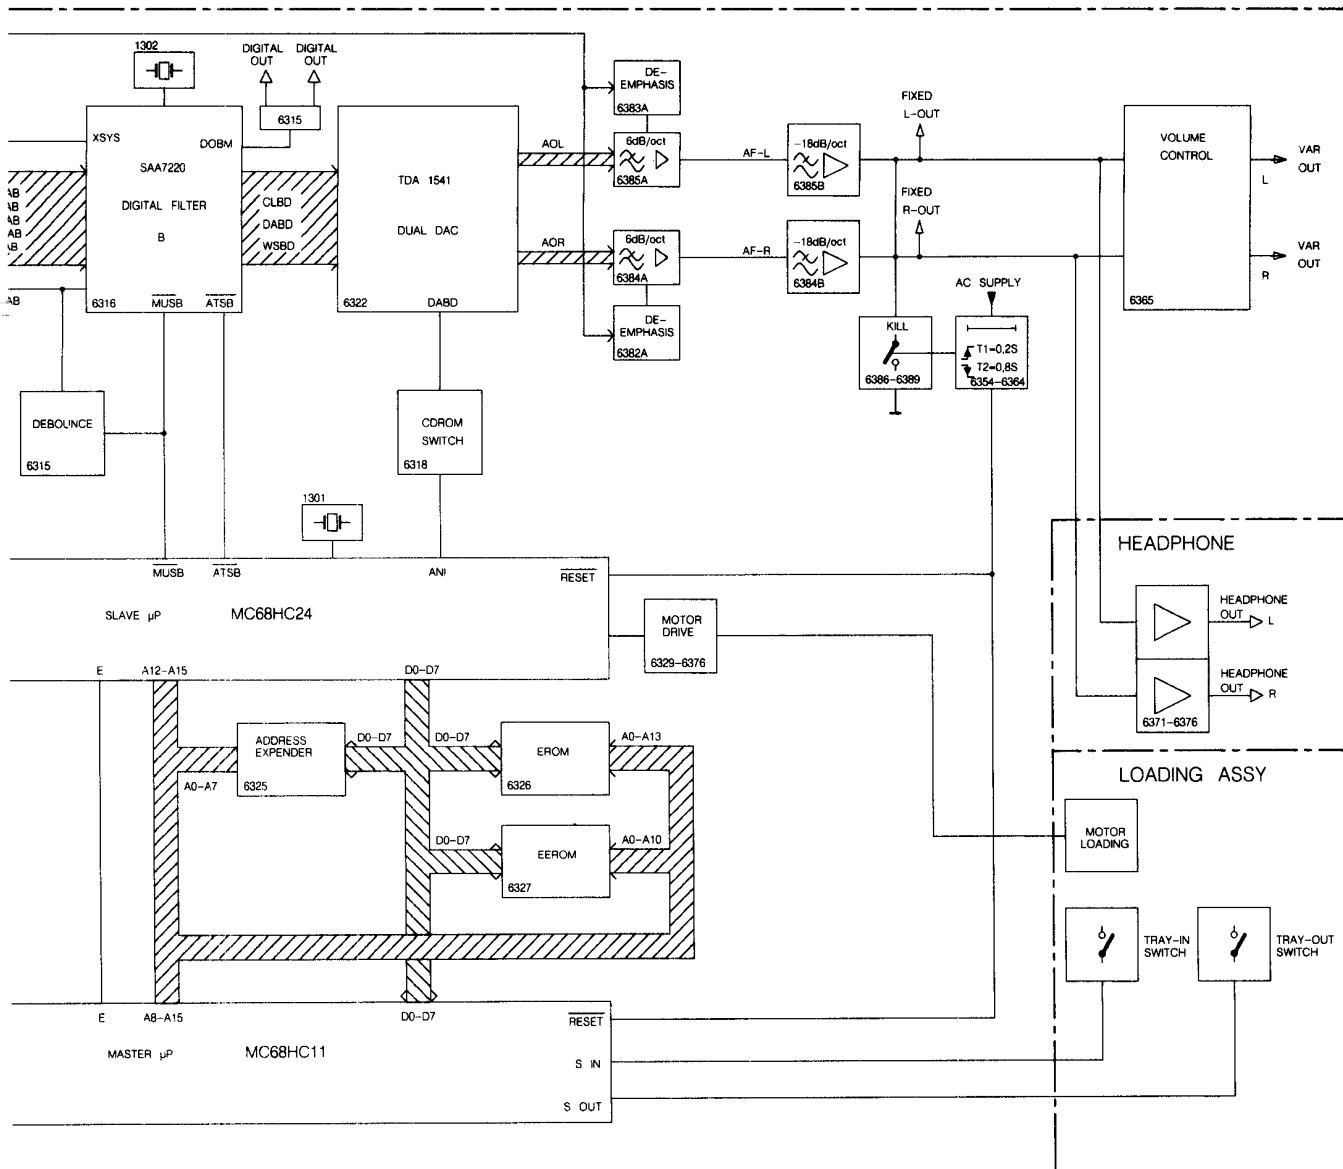 1302
DIGITAL OUT
DIGITAL OUT
6315
XSYS
DOBM
SAA7220
DIGITAL FILTER
B
6316
MUSB
ATSB
AB
AB
AB
AB
AB
AB
CLBD
DABD
WSBD
TDA 1541
DUAL DAC
6322
DABD
AOL
AOR
DE-
EMPHASIS
6383A
6dB/oct
6385A
6dB/oct
6384A
DE-
EMPHASIS
6382A
AF-L
AF-R
-18dB/oct
6385B
-18dB/oct
6384B
FIXED
L-OUT
FIXED
R-OUT
VOLUME
CONTROL
6365
L
VAR
OUT
R
VAR
OUT
AC SUPPLY
KILL
6386-6389
T1=0,2S
T2=0,8S
6354-6364
DEBOUNCE
6315
CDROM
SWITCH
6318
1301
MUSB
ATSB
ANI
RESET
SLAVE µP
MC68HC24
E
A12-A15
D0-D7
MOTOR
DRIVE
6329-6376
HEADPHONE
HEADPHONE
OUT L
HEADPHONE
OUT R
6371-6376
ADDRESS
EXPENDER
6325
A0-A7
D0-D7
D0-D7
EROM
6326
A0-A13
D0-D7
EEROM
6327
A0-A10
LOADING ASSY
MOTOR
LOADING
TRAY-IN
SWITCH
TRAY-OUT
SWITCH
E
A8-A15
D0-D7
RESET
MASTER µP
MC68HC11
S IN
S OUT